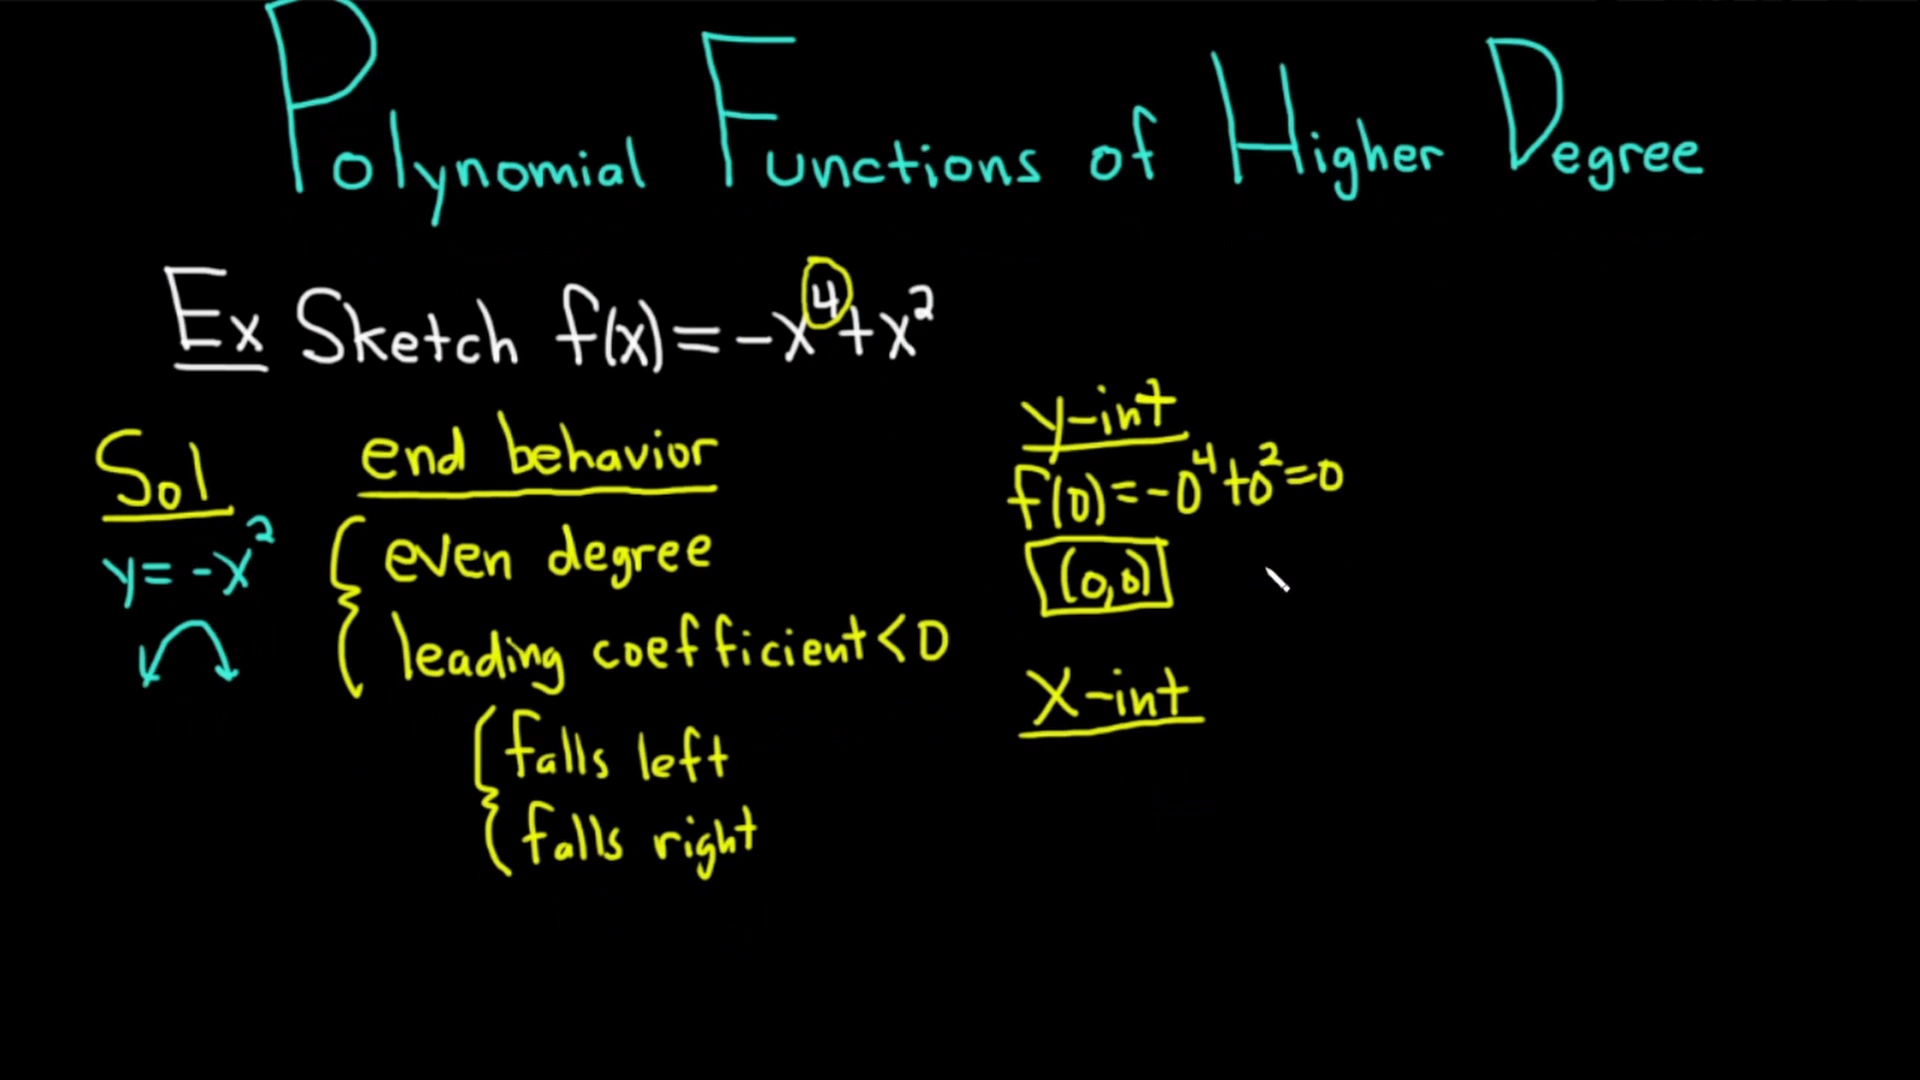 Polynomial Functions of Higher Degree
Ex Sketch f(x)=-x⁴+x²
Sol
y=-x²
end behavior
even degree
leading coefficient<0
falls left
falls right
y-int
f(0)=-0⁴+0²=0
(0,0)
x-int